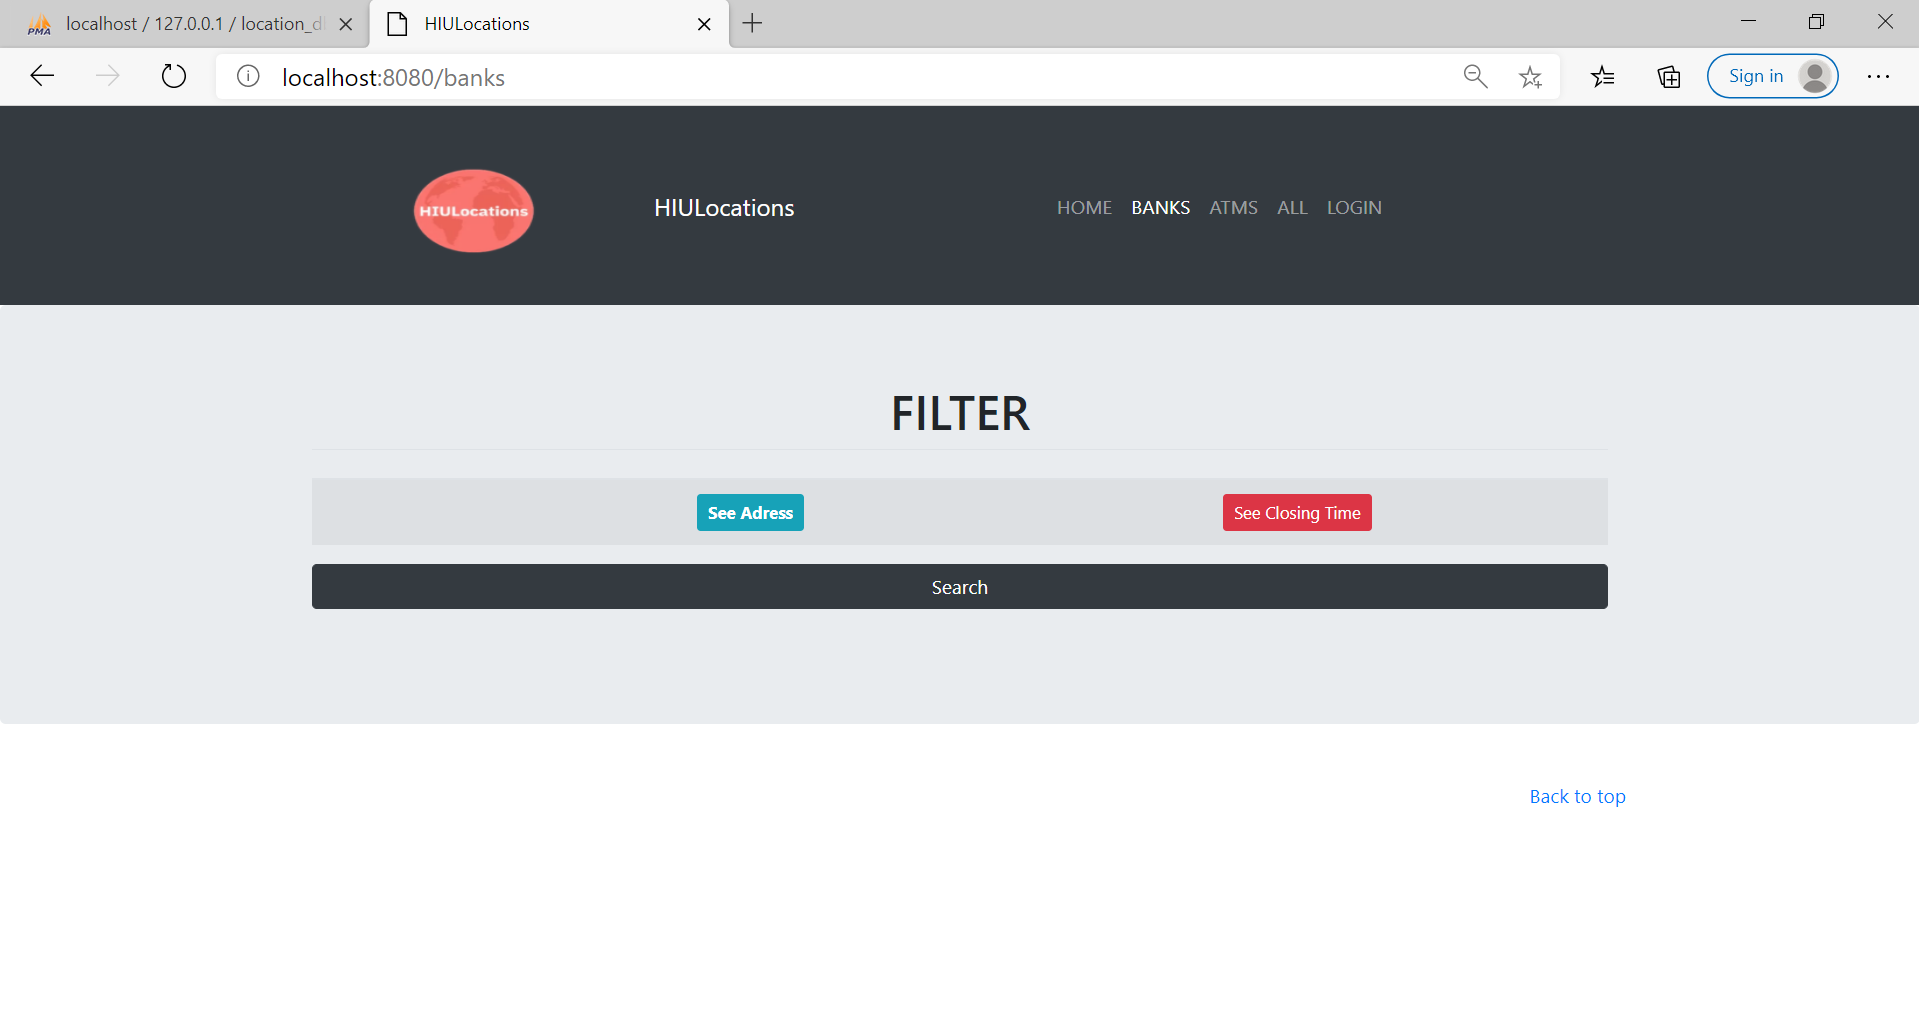 localhost / 127.0.0.1 / location_d
HIULocations
localhost:8080/banks
Sign in
HIULocations
HIULocations
HOME BANKS ATMS ALL LOGIN
FILTER
See Adress See Closing Time
Search
Back to top